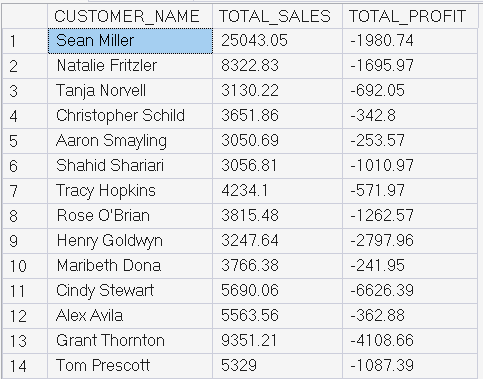 CUSTOMER_NAME TOTAL_SALES TOTAL_PROFIT
1 Sean Miller 25043.05 -1980.74
2 Natalie Fritzler 8322.83 -1695.97
3 Tanja Norvell 3130.22 -692.05
4 Christopher Schild 3651.86 -342.8
5 Aaron Smayling 3050.69 -253.57
6 Shahid Shariari 3056.81 -1010.97
7 Tracy Hopkins 4234.1 -571.97
8 Rose O'Brian 3815.48 -1262.57
9 Henry Goldwyn 3247.64 -2797.96
10 Maribeth Dona 3766.38 -241.95
11 Cindy Stewart 5690.06 -6626.39
12 Alex Avila 5563.56 -362.88
13 Grant Thornton 9351.21 -4108.66
14 Tom Prescott 5329 -1087.39